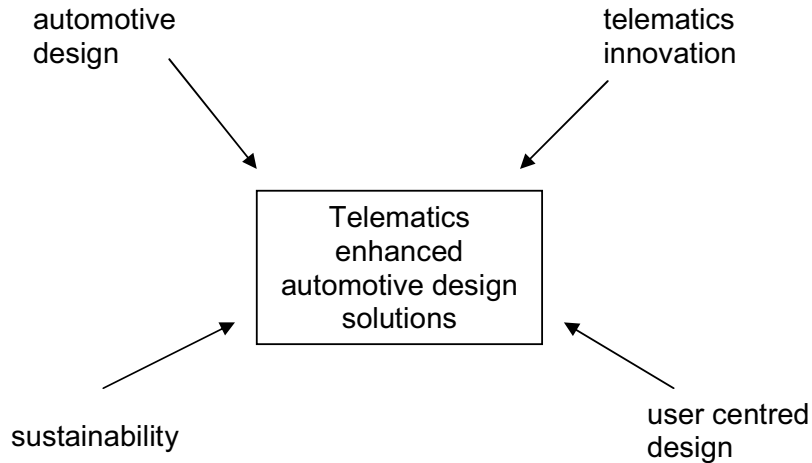 automotive
design
telematics
innovation
Telematics
enhanced
automotive design
solutions
sustainability
user centred
design